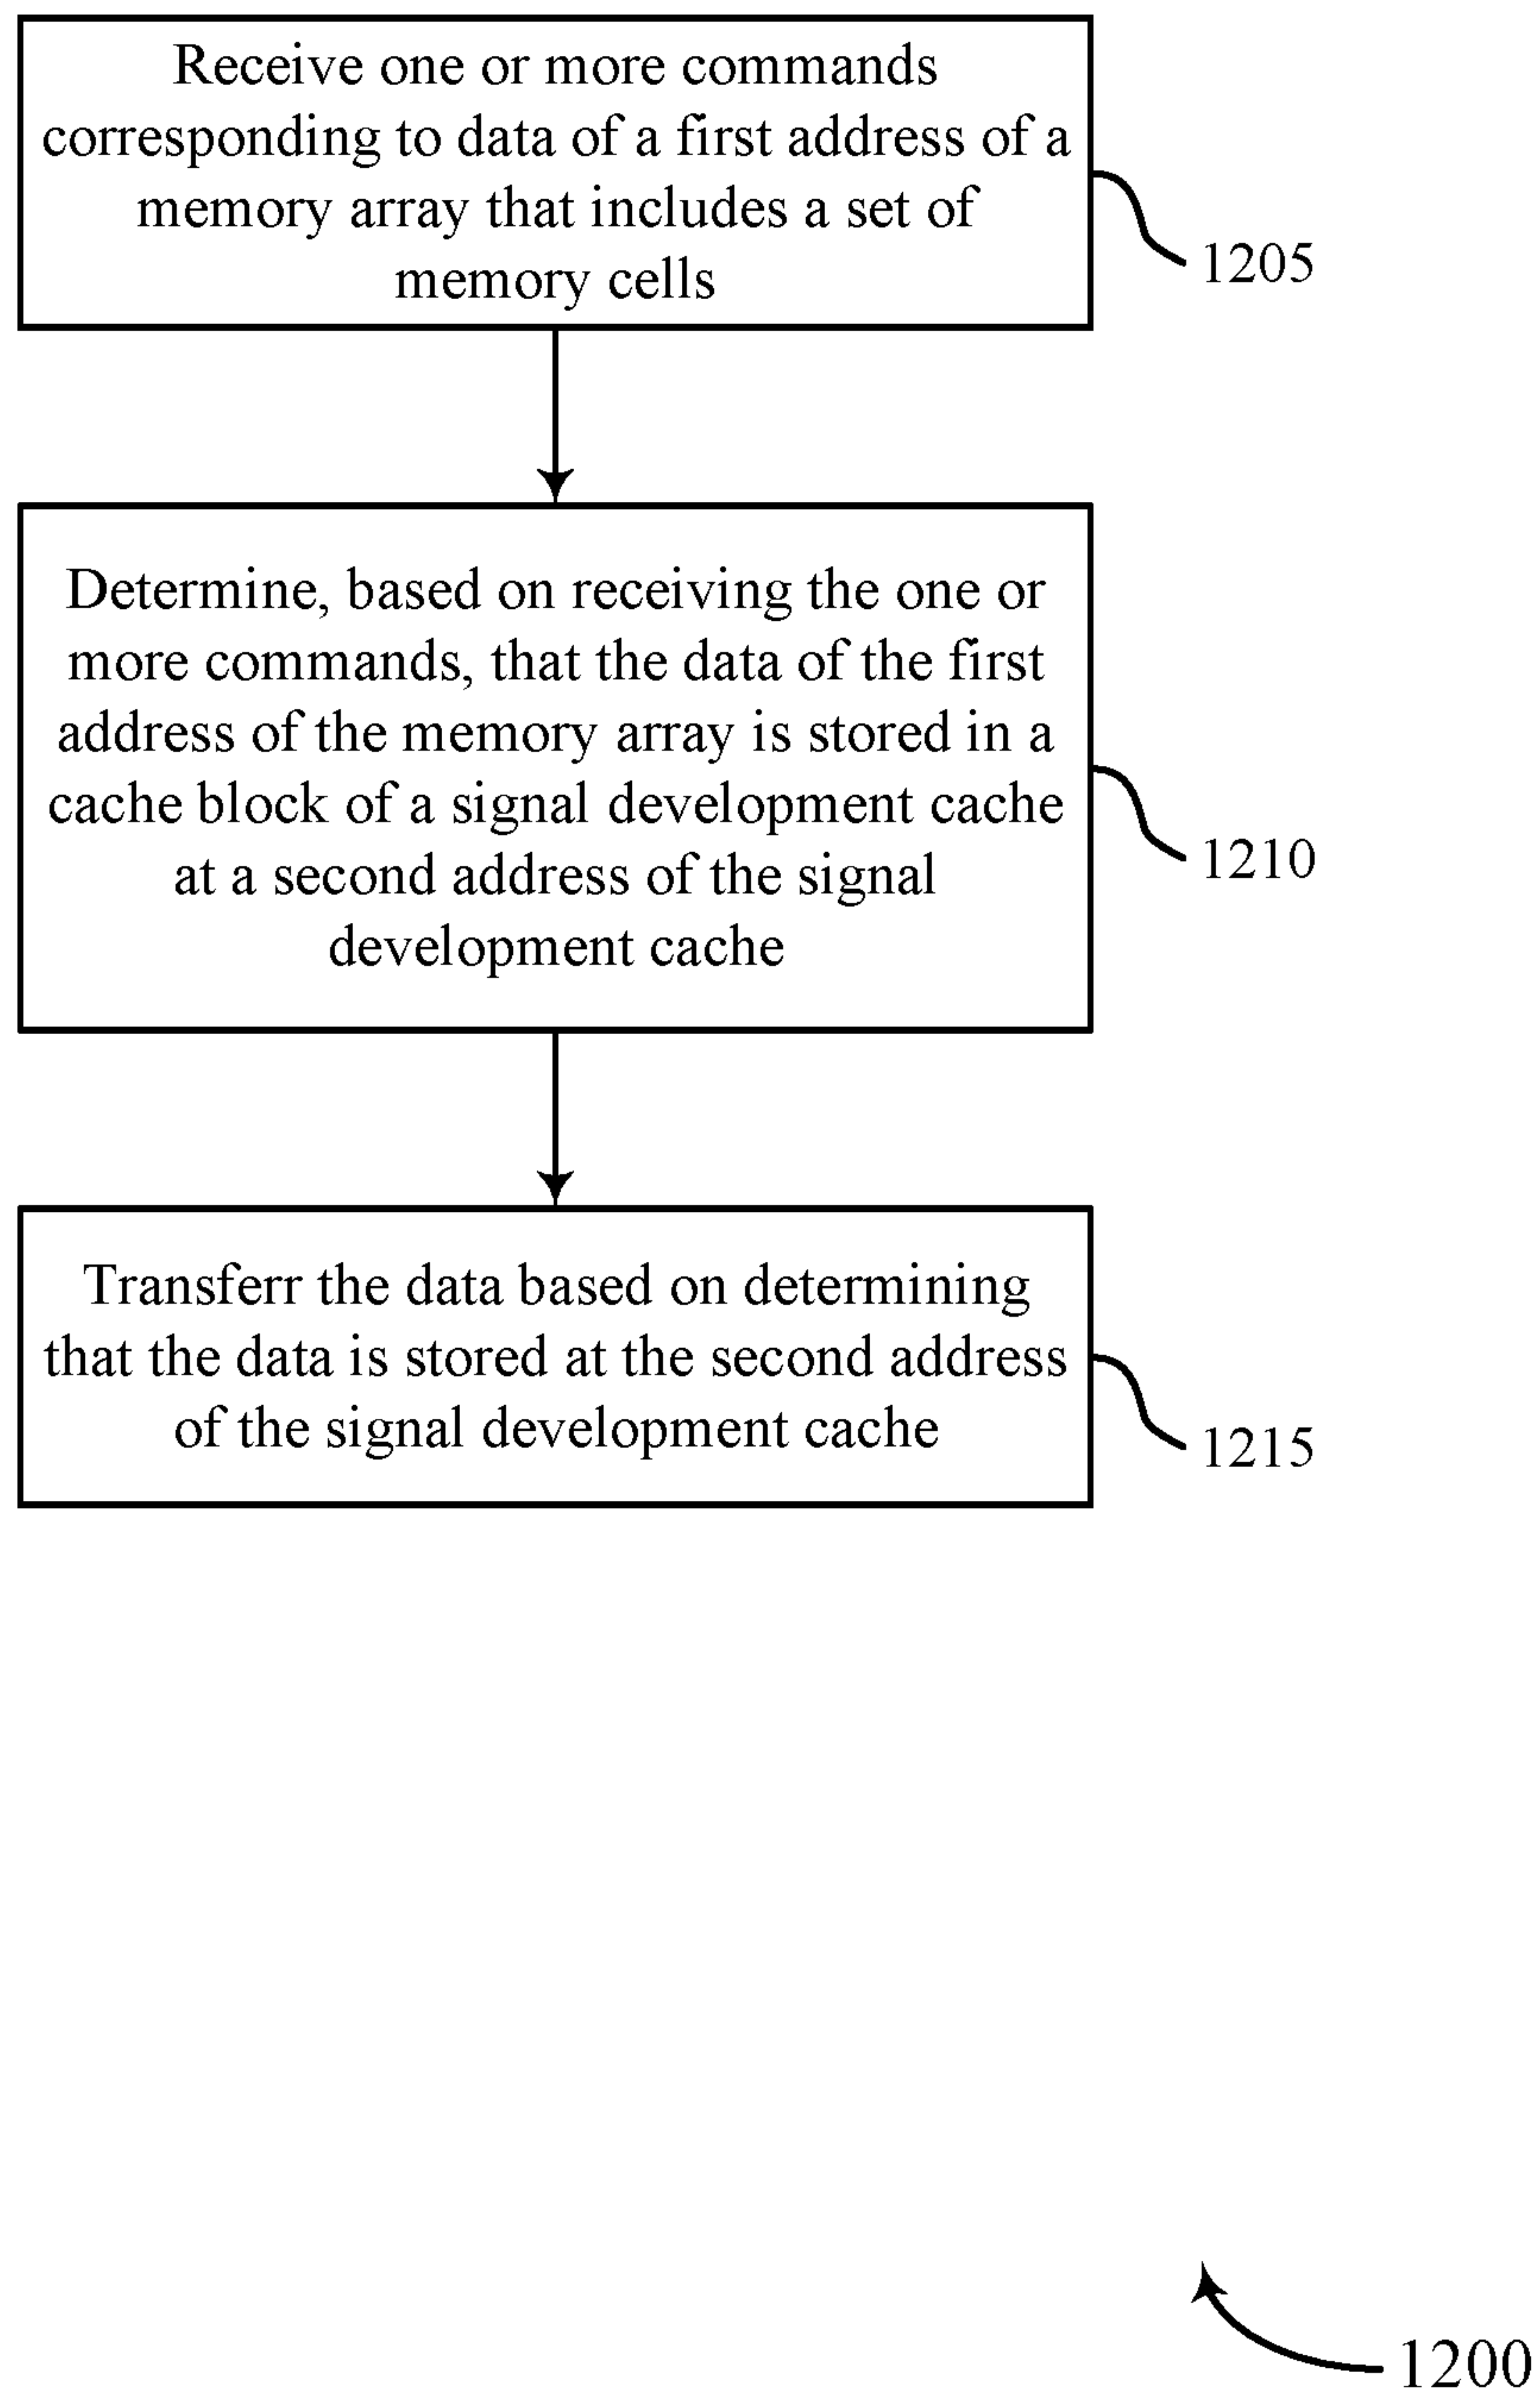 Receive one or more commands
corresponding to data of a first address of a
memory array that includes a set of
memory cells
1205
Determine, based on receiving the one or
more commands, that the data of the first
address of the memory array is stored in a
cache block of a signal development cache
at a second address of the signal
development cache
1210
Transferr the data based on determining
that the data is stored at the second address
of the signal development cache
1215
1200